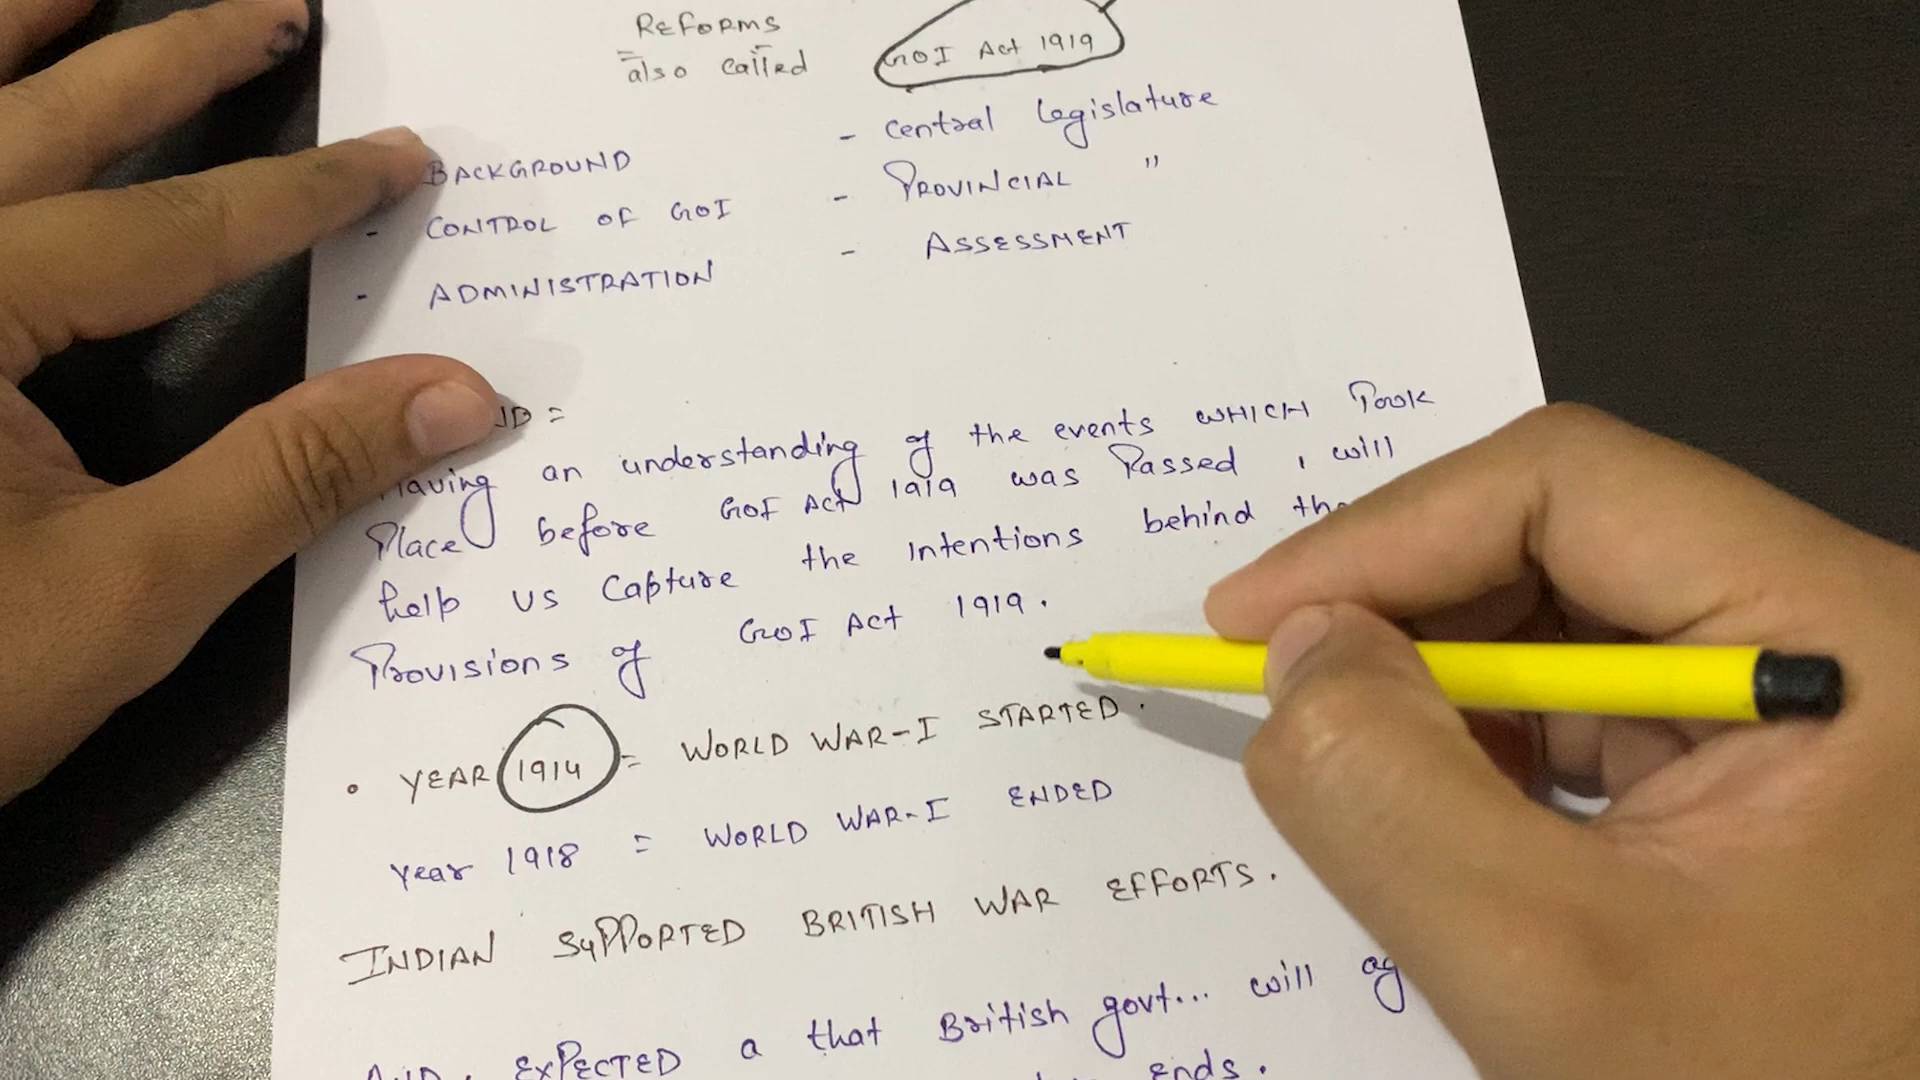 REFORMS
also called GOI Act 1919
- Central legislature
BACKGROUND
- PROVINCIAL "
- CONTROL OF GOI
- ASSESSMENT
- ADMINISTRATION
ND =
Having an understanding of the events WHICH Took
Place before GOI ACt 1919 was Passed, will
help us Capture the Intentions behind the
Provisions of GoI Act 1919.
• YEAR 1914 = WORLD WAR-I STARTED.
Year 1918 = WORLD WAR-I ENDED
INDIAN SUPPORTED BRITISH WAR EFFORTS.
EXPECTED a that British govt... will ag
ends.